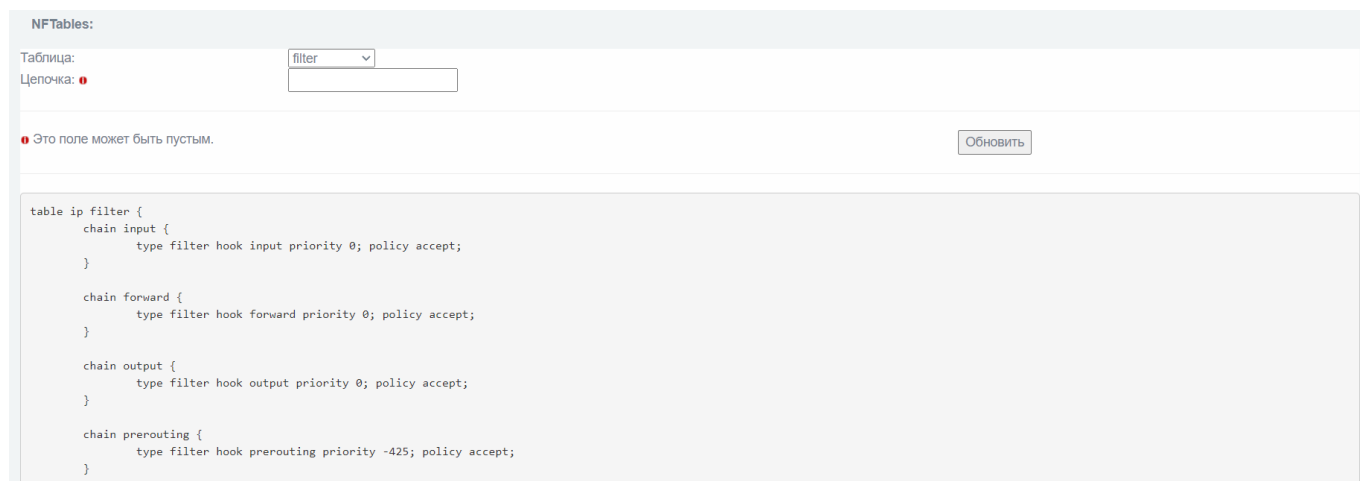 NFTables:
Таблица: filter
Цепочка:
Это поле может быть пустым. Обновить
table ip filter {
chain input {
type filter hook input priority 0; policy accept;
}
chain forward {
type filter hook forward priority 0; policy accept;
}
chain output {
type filter hook output priority 0; policy accept;
}
chain prerouting {
type filter hook prerouting priority -425; policy accept;
}